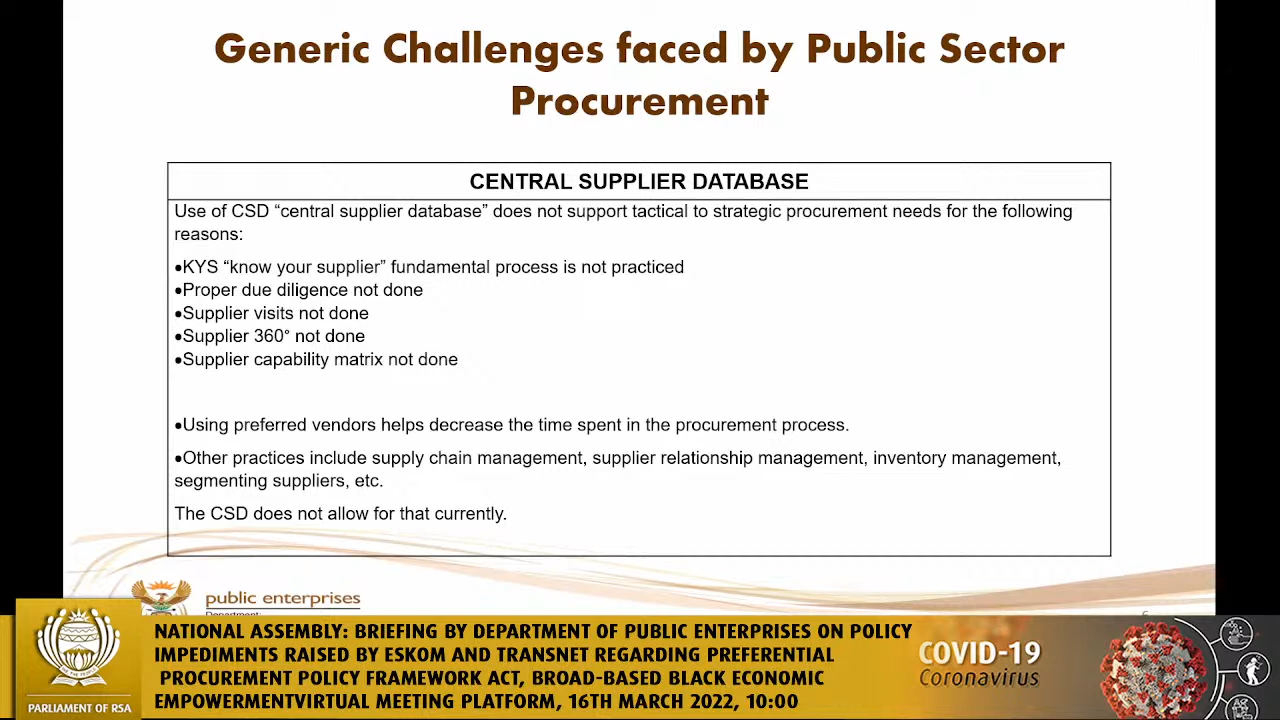 Generic Challenges faced by Public Sector
Procurement
CENTRAL SUPPLIER DATABASE
Use of CSD “central supplier database” does not support tactical to strategic procurement needs for the following
reasons:
•KYS “know your supplier” fundamental process is not practiced
•Proper due diligence not done
•Supplier visits not done
•Supplier 360° not done
•Supplier capability matrix not done
•Using preferred vendors helps decrease the time spent in the procurement process.
•Other practices include supply chain management, supplier relationship management, inventory management,
segmenting suppliers, etc.
The CSD does not allow for that currently.
public enterprises
NATIONAL ASSEMBLY: BRIEFING BY DEPARTMENT OF PUBLIC ENTERPRISES ON POLICY
IMPEDIMENTS RAISED BY ESKOM AND TRANSNET REGARDING PREFERENTIAL
PROCUREMENT POLICY FRAMEWORK ACT, BROAD-BASED BLACK ECONOMIC
EMPOWERMENTVIRTUAL MEETING PLATFORM, 16TH MARCH 2022, 10:00
PARLIAMENT OF RSA
COVID-19
Coronavirus